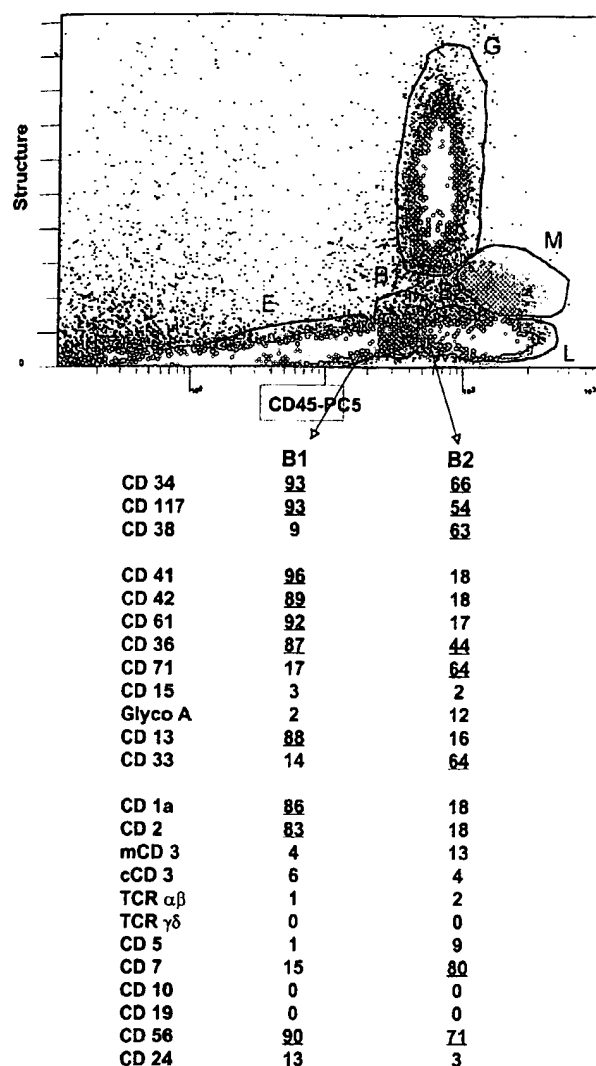 G
Structure
M
B
E
L
0
CD45-PC5
B1 B2
CD 34 93 66
CD 117 93 54
CD 38 9 63
CD 41 96 18
CD 42 89 18
CD 61 92 17
CD 36 87 44
CD 71 17 64
CD 15 3 2
Glyco A 2 12
CD 13 88 16
CD 33 14 64
CD 1a 86 18
CD 2 83 18
mCD 3 4 13
cCD 3 6 4
TCR αβ 1 2
TCR γδ 0 0
CD 5 1 9
CD 7 15 80
CD 10 0 0
CD 19 0 0
CD 56 90 71
CD 24 13 3